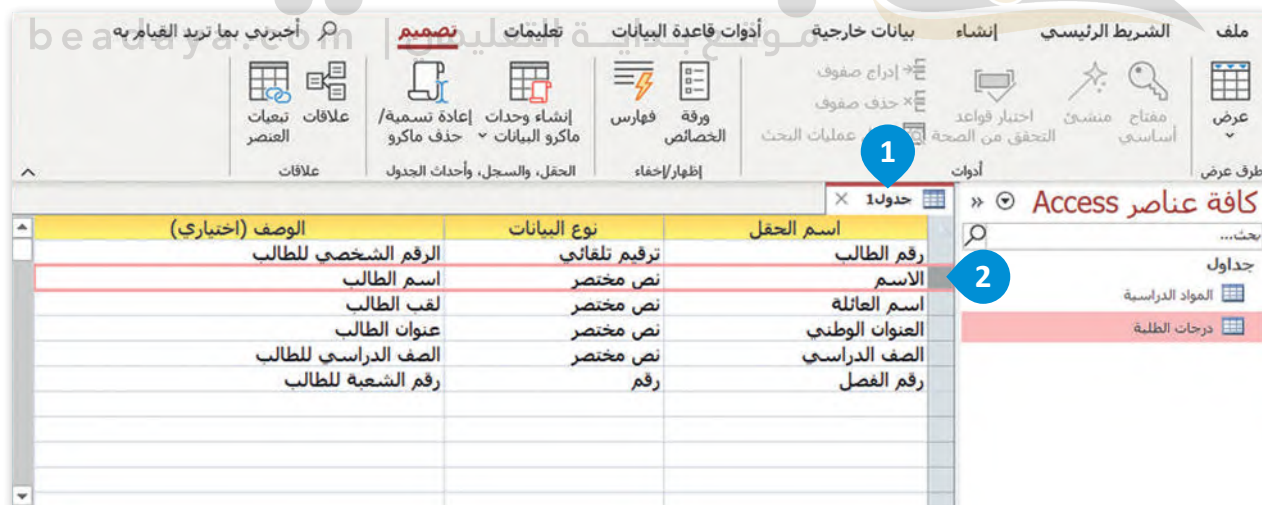 beadaya.com | موقع بداية التعليمي
ملف الشريط الرئيسي إنشاء بيانات خارجية أدوات قاعدة البيانات تعليمات تصميم أخبرني بما تريد القيام به
عرض
مفتاح أساسي
منشئ
اختبار قواعد التحقق من الصحة
إدراج صفوف
حذف صفوف
عمليات البحث
ورقة الخصائص
فهارس
إنشاء وحدات ماكرو البيانات
إعادة تسمية/ حذف ماكرو
علاقات
تبعيات العنصر
طرق عرض
أدوات
إظهار/إخفاء
الحقل، والسجل، وأحداث الجدول
علاقات
1
كافة عناصر Access
بحث...
جداول
المواد الدراسية
درجات الطلبة
جدول1
2
اسم الحقل نوع البيانات الوصف (اختياري)
رقم الطالب ترقيم تلقائي الرقم الشخصي للطالب
الاسم نص مختصر اسم الطالب
اسم العائلة نص مختصر لقب الطالب
العنوان الوطني نص مختصر عنوان الطالب
الصف الدراسي نص مختصر الصف الدراسي للطالب
رقم الفصل رقم رقم الشعبة للطالب